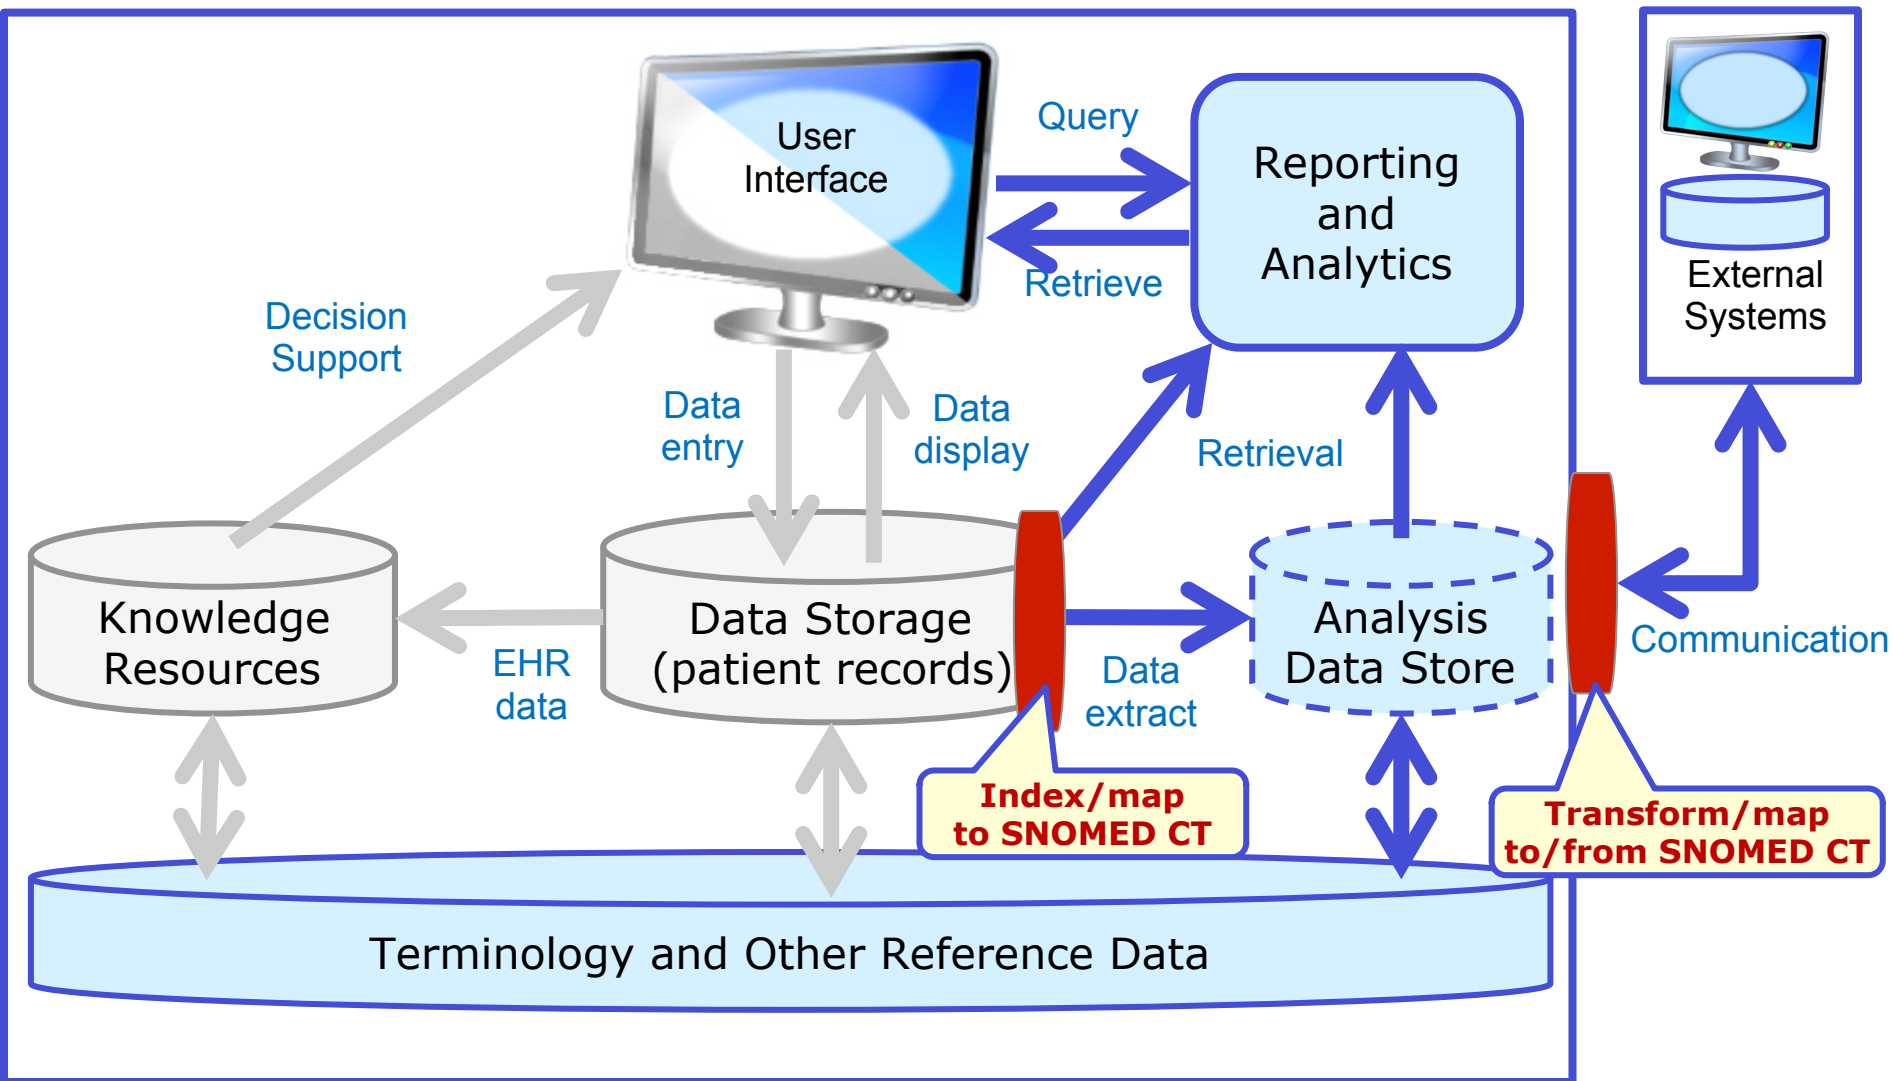 User
Interface
Query
Retrieve
Reporting
and
Analytics
External
Systems
Decision
Support
Data
entry
Data
display
Retrieval
Knowledge
Resources
EHR
data
Data Storage
(patient records)
Data
extract
Analysis
Data Store
Communication
Index/map
to SNOMED CT
Transform/map
to/from SNOMED CT
Terminology and Other Reference Data